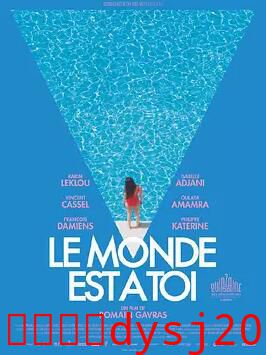 KARIM ISABELLE
LEKLOU ADJANI
VINCENT OULAYA
CASSEL AMAMRA
FRANCOIS PHILIPPE
DAMIENS KATERINE
LE MONDE
EST A TOI
UN FILM DE
ROMAIN GAVRAS
dysj20